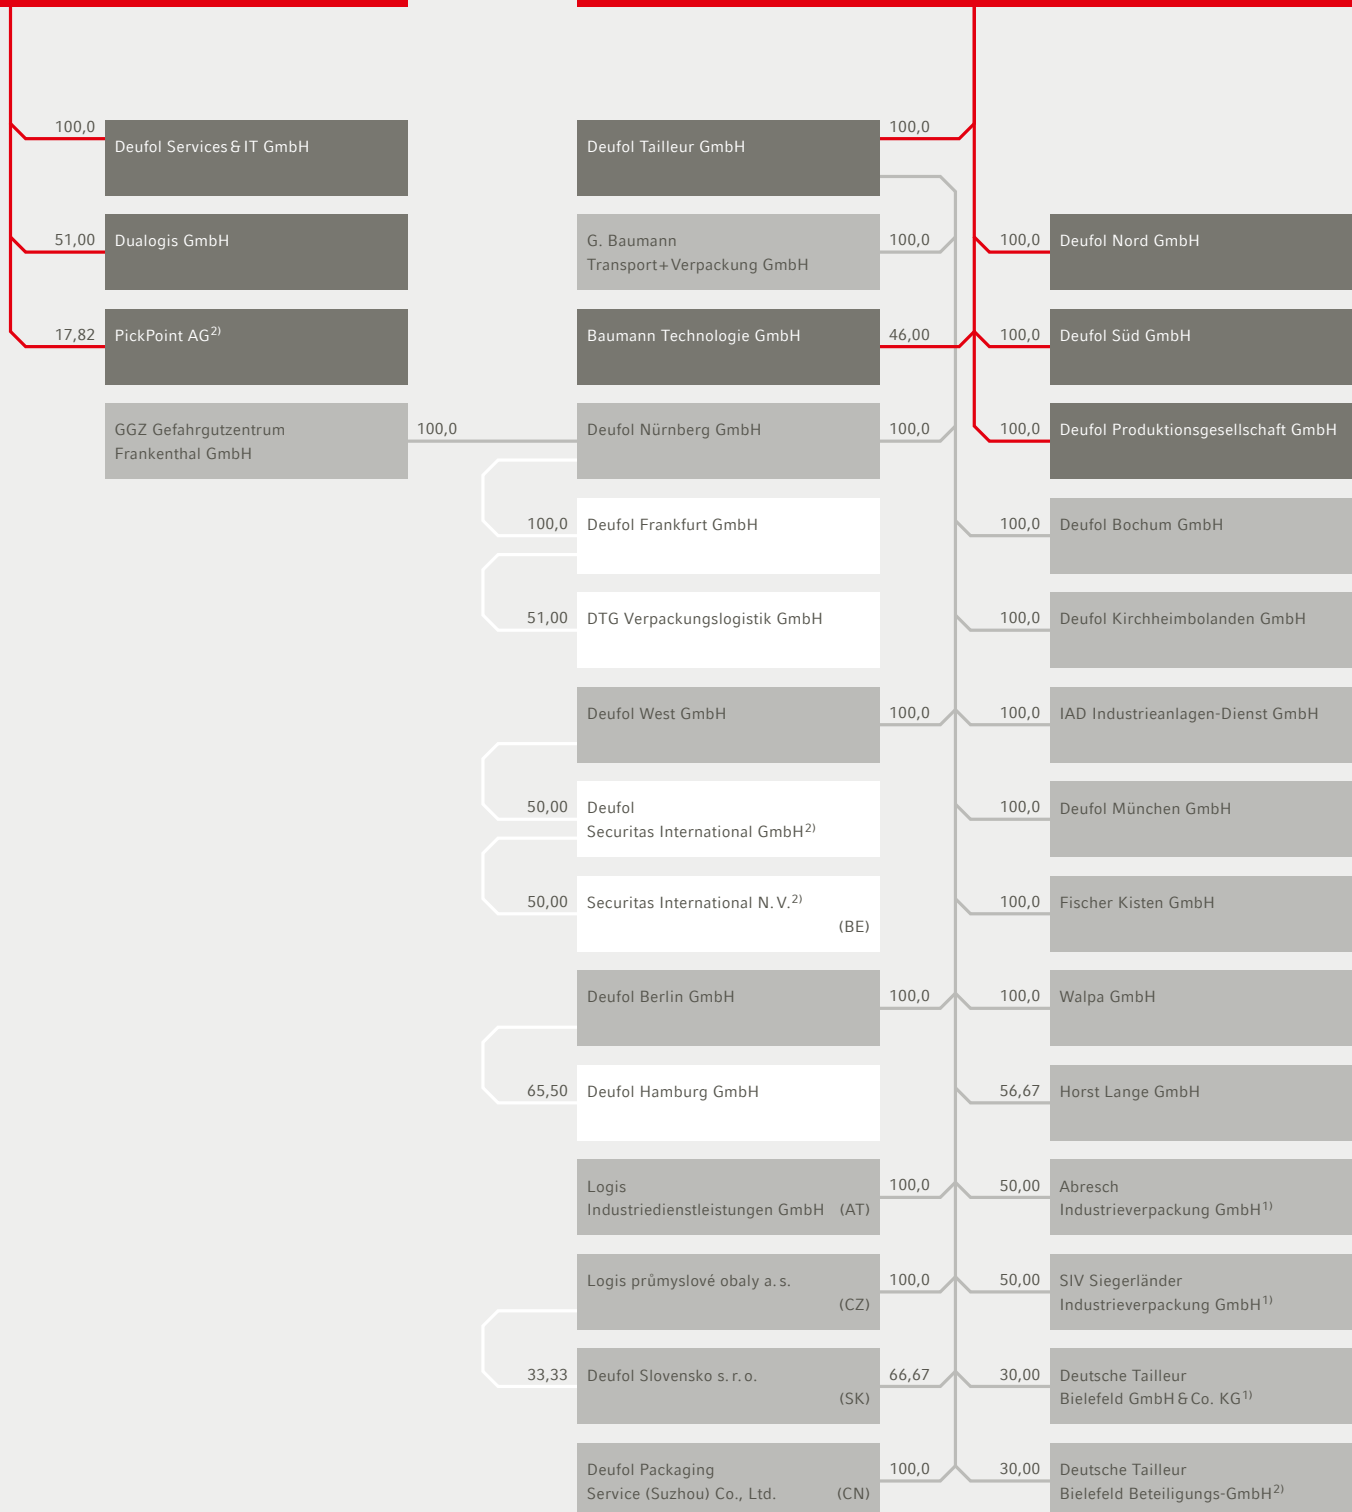 100,0
Deufol Services & IT GmbH
51,00
Dualogis GmbH
17,82
PickPoint AG2)
GGZ Gefahrgutzentrum
Frankenthal GmbH
100,0
Deufol Tailleur GmbH
100,0
G. Baumann
Transport + Verpackung GmbH
100,0
Baumann Technologie GmbH
46,00
Deufol Nürnberg GmbH
100,0
100,0
Deufol Frankfurt GmbH
51,00
DTG Verpackungslogistik GmbH
Deufol West GmbH
100,0
50,00
Deufol
Securitas International GmbH2)
50,00
Securitas International N. V.2)
(BE)
Deufol Berlin GmbH
100,0
65,50
Deufol Hamburg GmbH
Logis
Industriedienstleistungen GmbH (AT)
100,0
Logis průmyslové obaly a. s.
(CZ)
100,0
33,33
Deufol Slovensko s. r. o.
(SK)
66,67
Deufol Packaging
Service (Suzhou) Co., Ltd. (CN)
100,0
100,0
Deufol Nord GmbH
100,0
Deufol Süd GmbH
100,0
Deufol Produktionsgesellschaft GmbH
100,0
Deufol Bochum GmbH
100,0
Deufol Kirchheimbolanden GmbH
100,0
IAD Industrieanlagen-Dienst GmbH
100,0
Deufol München GmbH
100,0
Fischer Kisten GmbH
100,0
Walpa GmbH
56,67
Horst Lange GmbH
50,00
Abresch
Industrieverpackung GmbH1)
50,00
SIV Siegerländer
Industrieverpackung GmbH1)
30,00
Deutsche Tailleur
Bielefeld GmbH & Co. KG1)
30,00
Deutsche Tailleur
Bielefeld Beteiligungs-GmbH2)